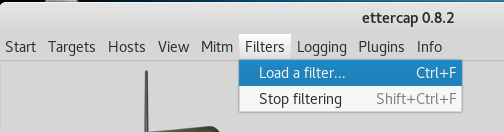 ettercap 0.8.2
Start Targets Hosts View Mitm Filters Logging Plugins Info
Load a filter... Ctrl+F
Stop filtering Shift+Ctrl+F